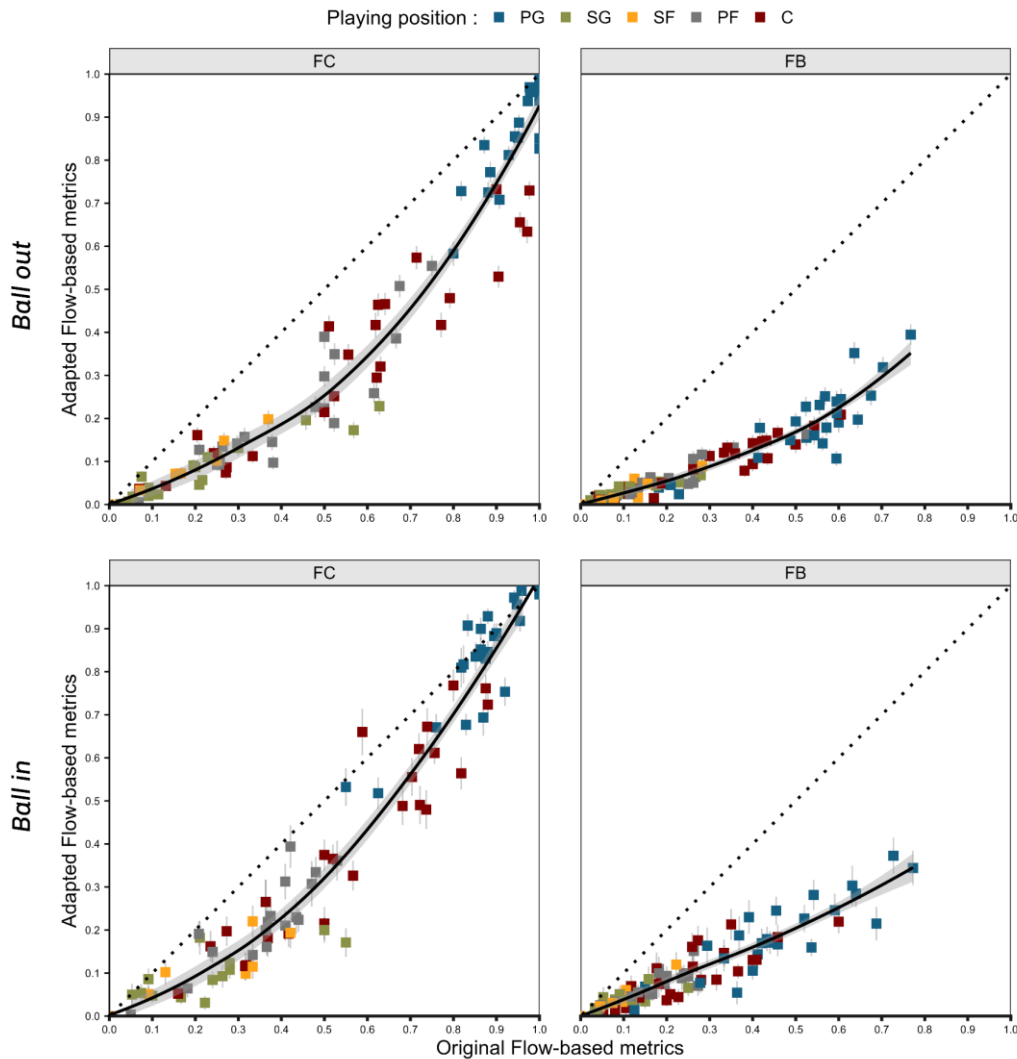 Playing position : PG SG SF PF C
FC FB
1.0
0.9
0.8
0.7
0.6
0.5
0.4
0.3
0.2
0.1
0.0
Adapted Flow-based metrics
Ball out
0.0 0.1 0.2 0.3 0.4 0.5 0.6 0.7 0.8 0.9 1.0 0.0 0.1 0.2 0.3 0.4 0.5 0.6 0.7 0.8 0.9 1.0
FC FB
1.0
0.9
0.8
0.7
0.6
0.5
0.4
0.3
0.2
0.1
0.0
Adapted Flow-based metrics
Ball in
0.0 0.1 0.2 0.3 0.4 0.5 0.6 0.7 0.8 0.9 1.0 0.0 0.1 0.2 0.3 0.4 0.5 0.6 0.7 0.8 0.9 1.0
Original Flow-based metrics